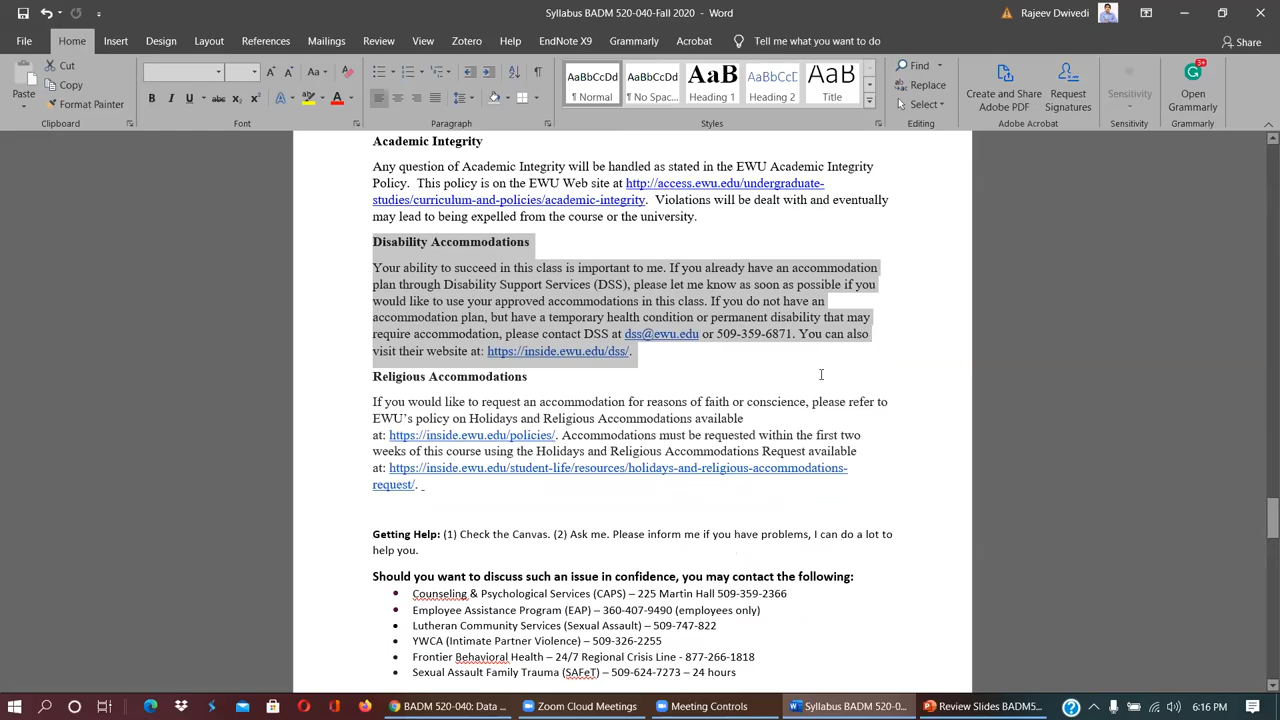 Syllabus BADM 520-040-Fall 2020 - Word
Rajeev Dwivedi
File Home Insert Design Layout References Mailings Review View Zotero Help EndNote X9 Grammarly Acrobat Tell me what you want to do Share
Paste
Cut
Copy
Format Painter
Clipboard
Aa
B I U abc X₂ X² A A
Font
Paragraph
AaBbCcDd AaBbCcDd AaB AaBbCcD AaB
¶ Normal ¶ No Spac... Heading 1 Heading 2 Title
Styles
Find
Replace
Select
Editing
Create and Share Adobe PDF
Request Signatures
Adobe Acrobat
Sensitivity
Sensitivity
Open Grammarly
Grammarly
Academic Integrity
Any question of Academic Integrity will be handled as stated in the EWU Academic Integrity
Policy. This policy is on the EWU Web site at http://access.ewu.edu/undergraduate-
studies/curriculum-and-policies/academic-integrity. Violations will be dealt with and eventually
may lead to being expelled from the course or the university.
Disability Accommodations
Your ability to succeed in this class is important to me. If you already have an accommodation
plan through Disability Support Services (DSS), please let me know as soon as possible if you
would like to use your approved accommodations in this class. If you do not have an
accommodation plan, but have a temporary health condition or permanent disability that may
require accommodation, please contact DSS at dss@ewu.edu or 509-359-6871. You can also
visit their website at: https://inside.ewu.edu/dss/.
Religious Accommodations
If you would like to request an accommodation for reasons of faith or conscience, please refer to
EWU's policy on Holidays and Religious Accommodations available
at: https://inside.ewu.edu/policies/. Accommodations must be requested within the first two
weeks of this course using the Holidays and Religious Accommodations Request available
at: https://inside.ewu.edu/student-life/resources/holidays-and-religious-accommodations-
request/.
Getting Help: (1) Check the Canvas. (2) Ask me. Please inform me if you have problems, I can do a lot to
help you.
Should you want to discuss such an issue in confidence, you may contact the following:
• Counseling & Psychological Services (CAPS) – 225 Martin Hall 509-359-2366
• Employee Assistance Program (EAP) – 360-407-9490 (employees only)
• Lutheran Community Services (Sexual Assault) – 509-747-822
• YWCA (Intimate Partner Violence) – 509-326-2255
• Frontier Behavioral Health – 24/7 Regional Crisis Line - 877-266-1818
• Sexual Assault Family Trauma (SAFeT) – 509-624-7273 – 24 hours
BADM 520-040: Data ... Zoom Cloud Meetings Meeting Controls Syllabus BADM 520-0... Review Slides BADM5... 6:16 PM